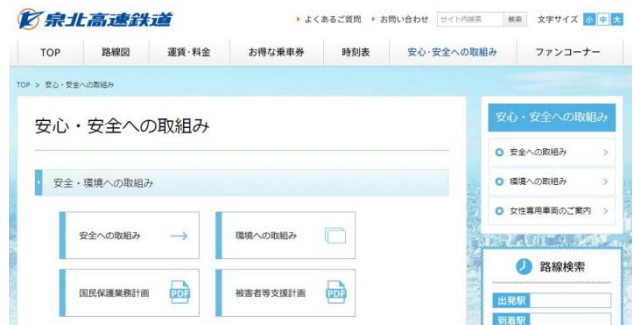 泉北高速鉄道
よくあるご質問 お問い合わせ サイト内検索 検索 文字サイズ 小 中 大
TOP 路線図 運賃・料金 お得な乗車券 時刻表 安心・安全への取組み ファンコーナー
TOP > 安心・安全への取組み
安心・安全への取組み
安全・環境への取組み
安全への取組み
環境への取組み
国民保護業務計画 PDF
被害者等支援計画 PDF
安心・安全への取組み
安全への取組み
環境への取組み
女性専用車両のご案内
路線検索
出発駅
到着駅